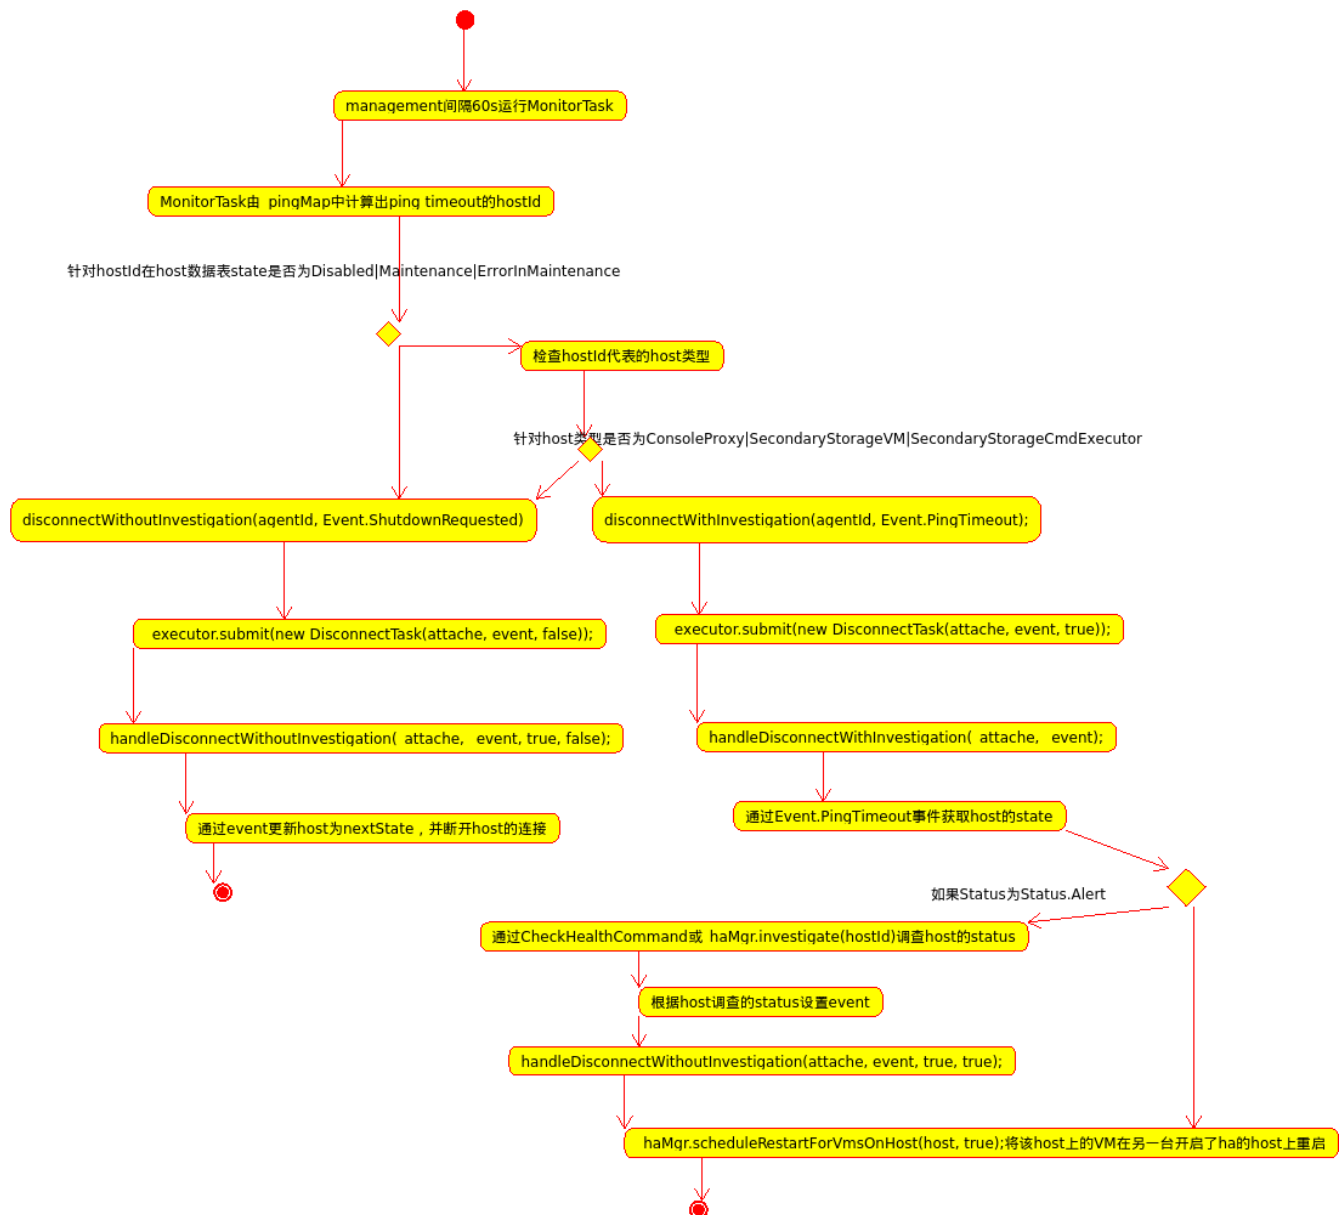 management间隔60s运行MonitorTask
MonitorTask由 pingMap中计算出ping timeout的hostId
针对hostId在host数据表state是否为Disabled|Maintenance|ErrorInMaintenance
检查hostId代表的host类型
针对host类型是否为ConsoleProxy|SecondaryStorageVM|SecondaryStorageCmdExecutor
disconnectWithoutInvestigation(agentId, Event.ShutdownRequested)
disconnectWithInvestigation(agentId, Event.PingTimeout);
executor.submit(new DisconnectTask(attache, event, false));
executor.submit(new DisconnectTask(attache, event, true));
handleDisconnectWithoutInvestigation( attache, event, true, false);
handleDisconnectWithInvestigation( attache, event);
通过event更新host为nextState，并断开host的连接
通过Event.PingTimeout事件获取host的state
如果Status为Status.Alert
通过CheckHealthCommand或 haMgr.investigate(hostId)调查host的status
根据host调查的status设置event
handleDisconnectWithoutInvestigation(attache, event, true, true);
haMgr.scheduleRestartForVmsOnHost(host, true);将该host上的VM在另一台开启了ha的host上重启